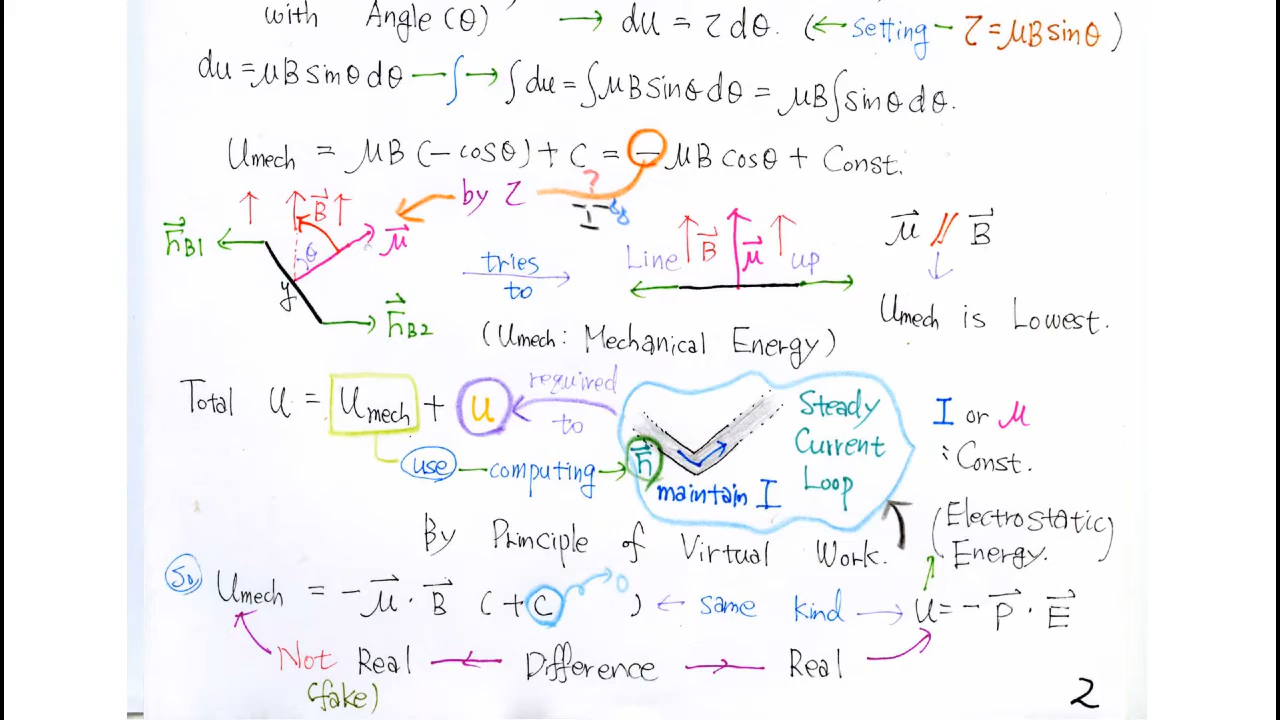 with Angle (θ) → du = τdθ. (← setting - τ = μB sinθ)
du = μB sinθ dθ — ∫ → ∫du = ∫μB sinθ dθ = μB∫sinθ dθ.
Umech = μB (-cosθ) + C = - μB cosθ + Const.
by τ ?
I
B⃗ θ μ⃗ y
h⃗B1
h⃗B2
tries to
Line B⃗ μ⃗ up
μ⃗ // B⃗
Umech is Lowest.
(Umech: Mechanical Energy)
Total U = Umech + U
required to
use — computing → h⃗
maintain I
Steady
Current
Loop
I or μ
: Const.
By Principle of Virtual Work.
(Electrostatic
Energy.)
So Umech = -μ⃗ · B⃗ (+ C → 0) ← same kind → U = -P⃗ · E⃗
Not Real ← Difference → Real
(fake)
2